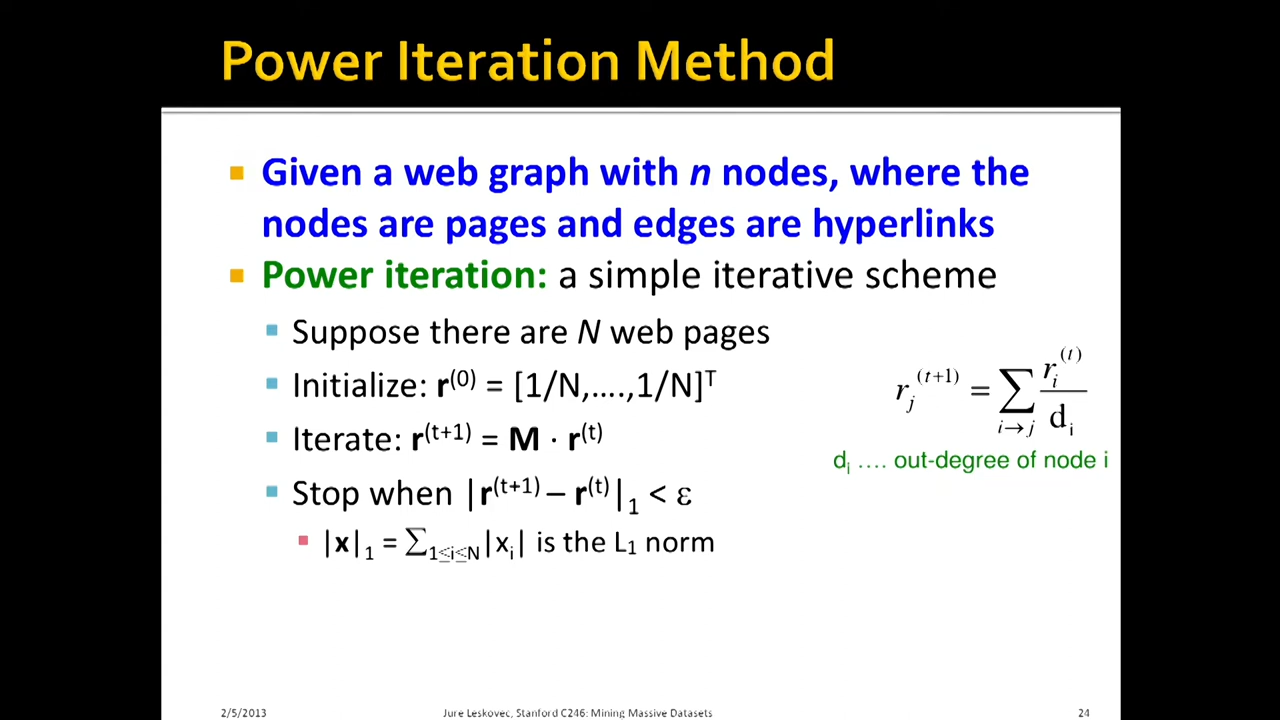 Power Iteration Method
Given a web graph with n nodes, where the
nodes are pages and edges are hyperlinks
Power iteration: a simple iterative scheme
Suppose there are N web pages
Initialize: r(0) = [1/N,….,1/N]T
Iterate: r(t+1) = M · r(t)
Stop when |r(t+1) – r(t)|1 < ε
|x|1 = ∑1≤i≤N|xi| is the L1 norm
rj(t+1) = ∑i→j ri(t)/di
di …. out-degree of node i
2/5/2013
Jure Leskovec, Stanford C246: Mining Massive Datasets
24